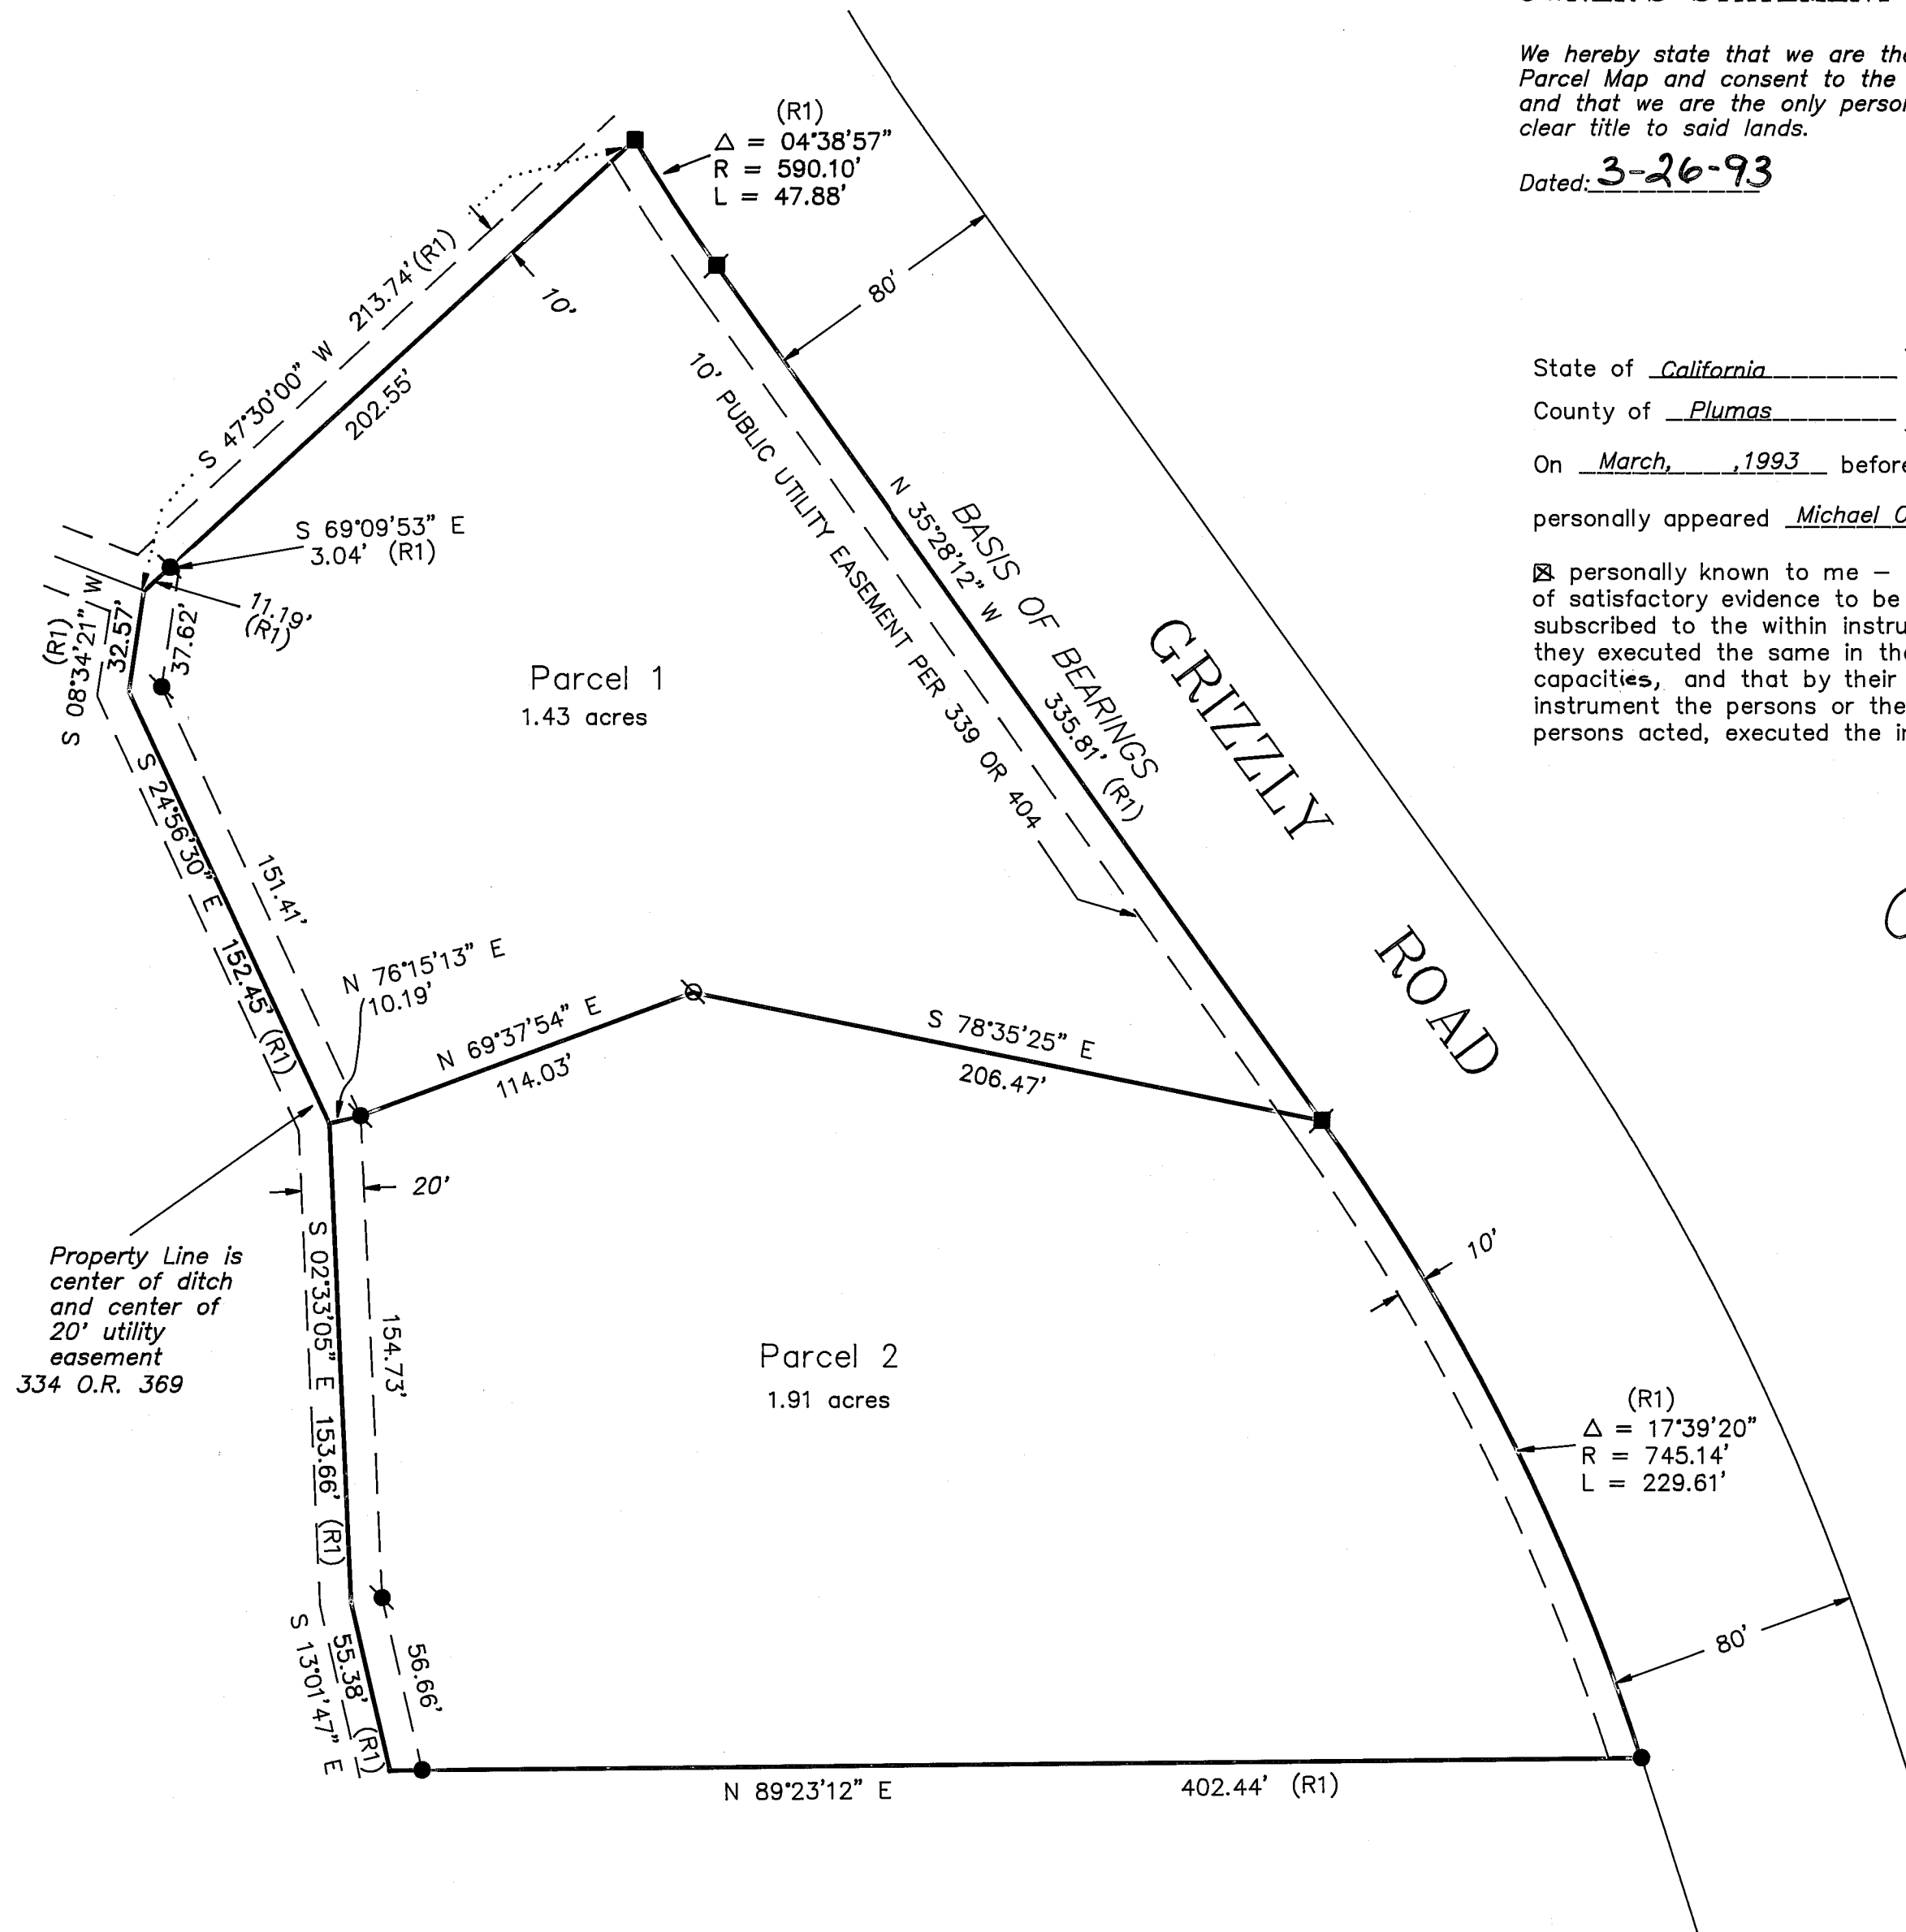 We hereby state that we are the
Parcel Map and consent to the
and that we are the only person
clear title to said lands.
Dated: 3-26-93
State of California
County of Plumas
On March, ,1993 before
personally appeared Michael
☒ personally known to me –
of satisfactory evidence to be
subscribed to the within instru
they executed the same in the
capacities, and that by their
instrument the persons or the
persons acted, executed the in
(R1)
Δ = 04°38'57"
R = 590.10'
L = 47.88'
80'
S 47°30'00" W 213.74'(R1)
10'
202.55'
10' PUBLIC UTILITY EASEMENT PER 339 OR 404
N 35°28'12" W
335.81' (R1)
BASIS OF BEARINGS
GRIZZLY
ROAD
S 69°09'53" E
3.04' (R1)
11.19'
(R1)
(R1)
S 08°34'21" W
32.57'
37.62'
Parcel 1
1.43 acres
S 24°56'30" E 152.45' (R1)
151.41'
N 76°15'13" E
10.19'
N 69°37'54" E
114.03'
S 78°35'25" E
206.47'
20'
Property Line is
center of ditch
and center of
20' utility
easement
334 O.R. 369
S 02°33'05" E 153.66' (R1)
154.73'
10'
Parcel 2
1.91 acres
(R1)
Δ = 17°39'20"
R = 745.14'
L = 229.61'
80'
S 13°01'47" E
55.38' (R1)
56.66'
N 89°23'12" E 402.44' (R1)